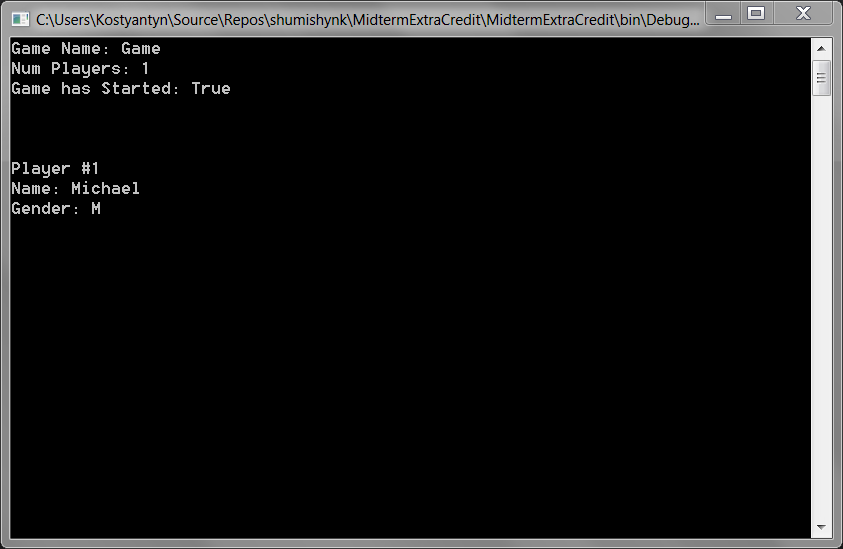 C:\Users\Kostyantyn\Source\Repos\shumishynk\MidtermExtraCredit\MidtermExtraCredit\bin\Debug...
Game Name: Game
Num Players: 1
Game has Started: True
Player #1
Name: Michael
Gender: M